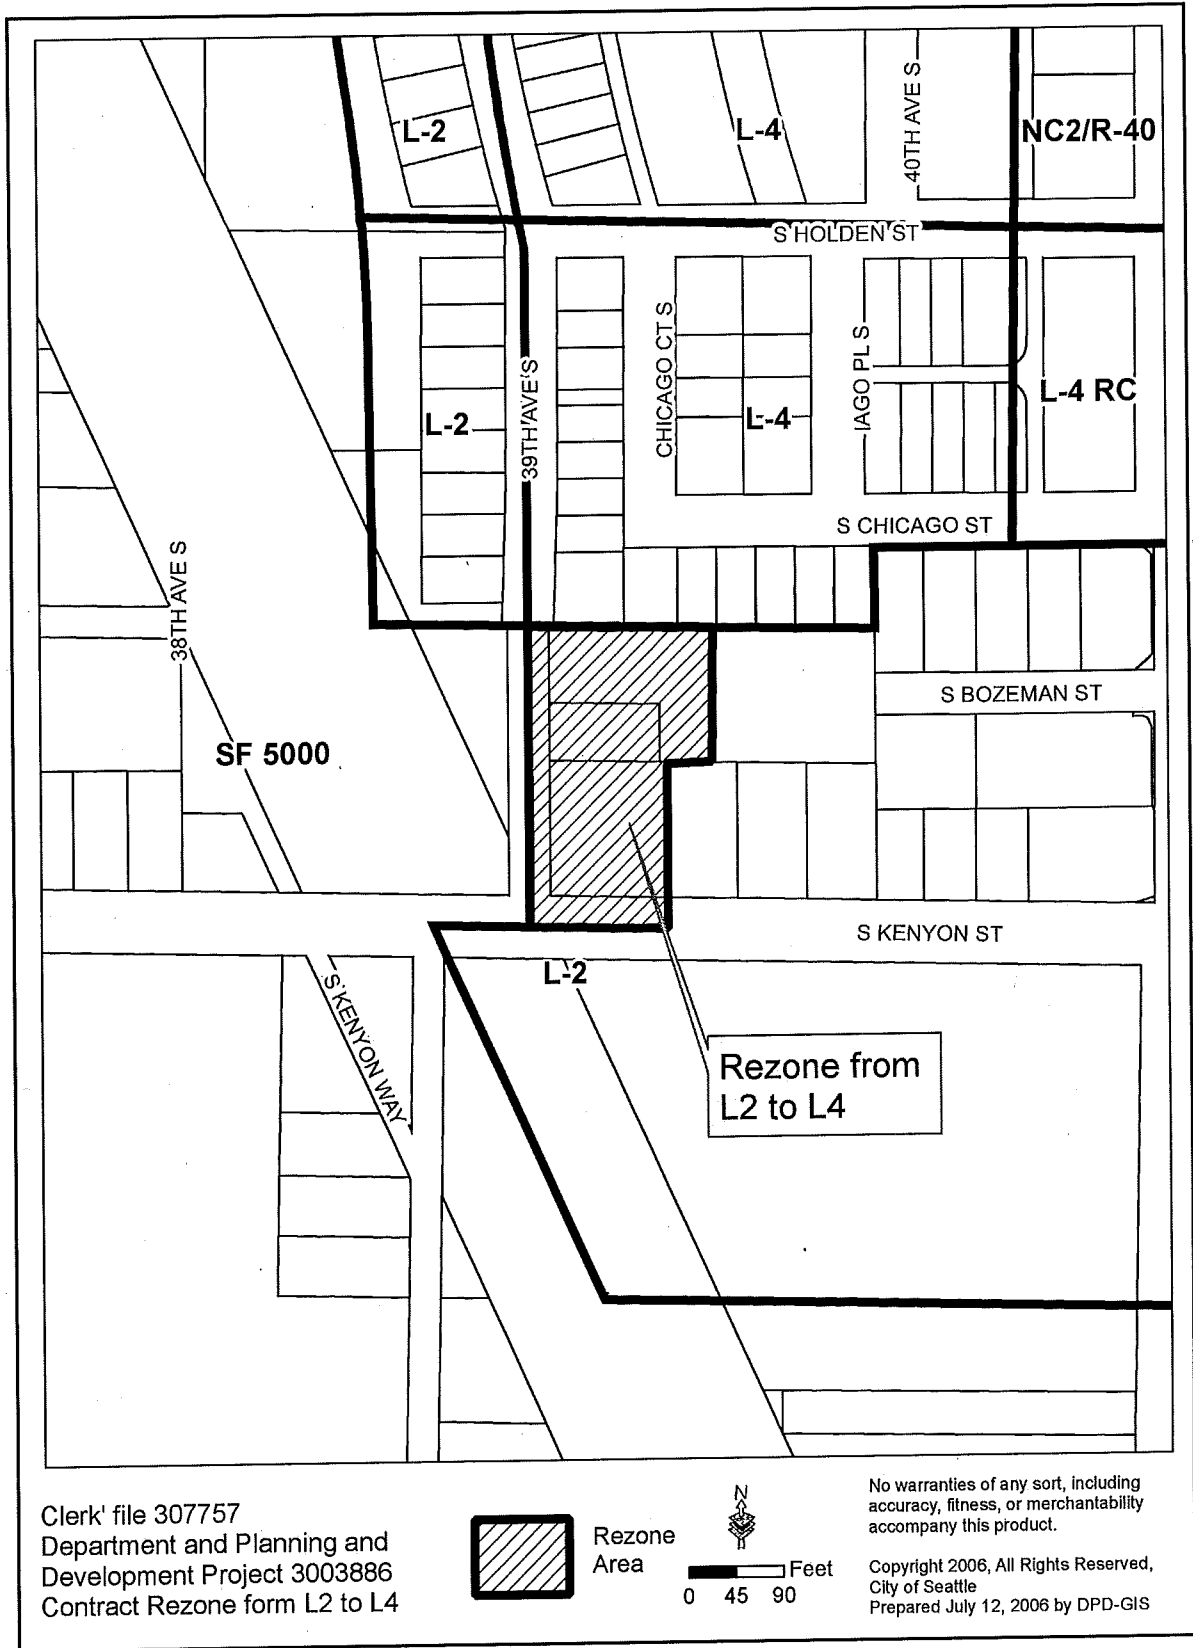 L-2
L-4
40TH AVE S
NC2/R-40
S HOLDEN ST
CHICAGO CT S
IAGO PL S
39TH AVE S
L-2
L-4
L-4 RC
S CHICAGO ST
38TH AVE S
S BOZEMAN ST
SF 5000
S KENYON ST
L-2
S KENYON WAY
Rezone from
L2 to L4
Clerk' file 307757
Department and Planning and
Development Project 3003886
Contract Rezone form L2 to L4
Rezone
Area
N
Feet
0 45 90
No warranties of any sort, including
accuracy, fitness, or merchantability
accompany this product.
Copyright 2006, All Rights Reserved,
City of Seattle
Prepared July 12, 2006 by DPD-GIS